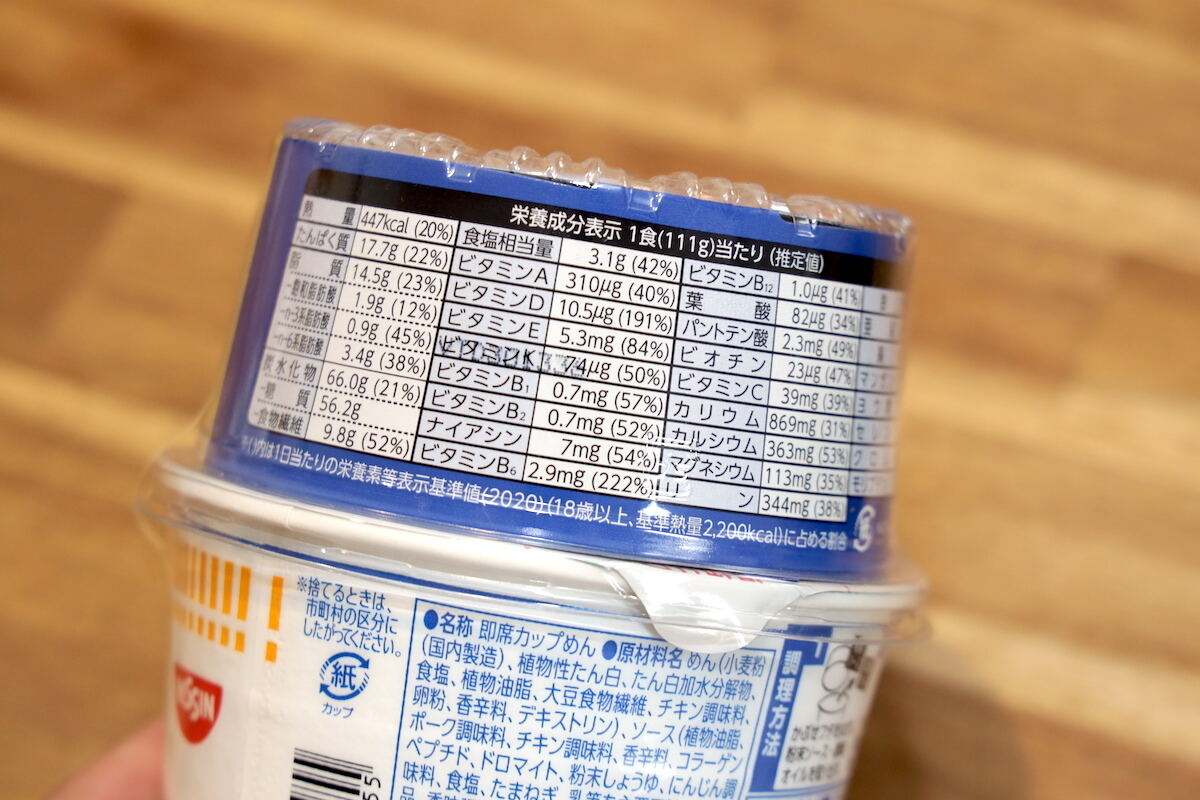 栄養成分表示 1食(111g)当たり (推定値)
熱量 447kcal (20%)
たんぱく質 17.7g (22%)
脂質 14.5g (23%)
-飽和脂肪酸 1.9g (12%)
-n-3系脂肪酸 0.9g (45%)
-n-6系脂肪酸 3.4g (38%)
炭水化物 66.0g (21%)
-糖質 56.2g
-食物繊維 9.8g (52%)
食塩相当量 3.1g (42%)
ビタミンA 310μg (40%)
ビタミンD 10.5μg (191%)
ビタミンE 5.3mg (84%)
ビタミンK 74μg (50%)
ビタミンB1 0.7mg (57%)
ビタミンB2 0.7mg (52%)
ナイアシン 7mg (54%)
ビタミンB6 2.9mg (222%)
ビタミンB12 1.0μg (41%)
葉酸 82μg (34%)
パントテン酸 2.3mg (49%)
ビオチン 23μg (47%)
ビタミンC 39mg (39%)
カリウム 869mg (31%)
カルシウム 363mg (53%)
マグネシウム 113mg (35%)
リン 344mg (38%)
※( )内は1日当たりの栄養素等表示基準値(2020)(18歳以上、基準熱量2,200kcal)に占める割合
※捨てるときは、
市町村の区分に
したがってください。
紙
カップ
NISSIN
●名称 即席カップめん ●原材料名 めん(小麦粉
(国内製造)、植物性たん白、たん白加水分解物、
食塩、植物油脂、大豆食物繊維、チキン調味料、
卵粉、香辛料、デキストリン)、ソース(植物油脂、
ポーク調味料、チキン調味料、香辛料、コラーゲン
ペプチド、ドロマイト、粉末しょうゆ、にんじん調
味料、食塩、たまねぎ
調理方法